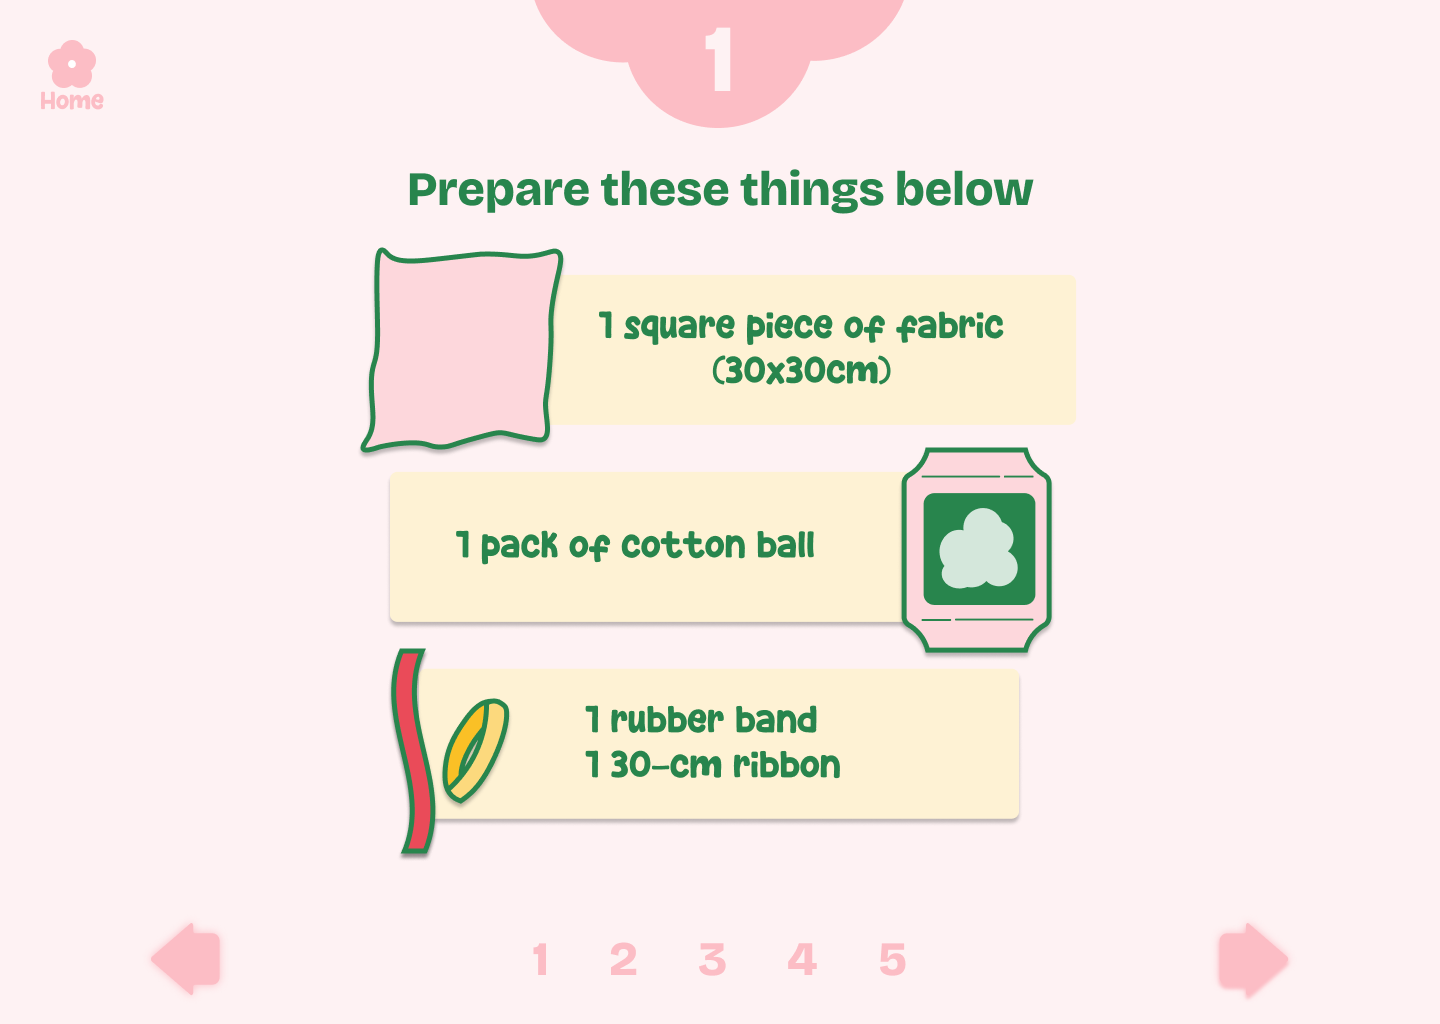 1
Home
Prepare these things below
1 square piece of fabric
(30x30cm)
1 pack of cotton ball
1 rubber band
1 30-cm ribbon
1 2 3 4 5